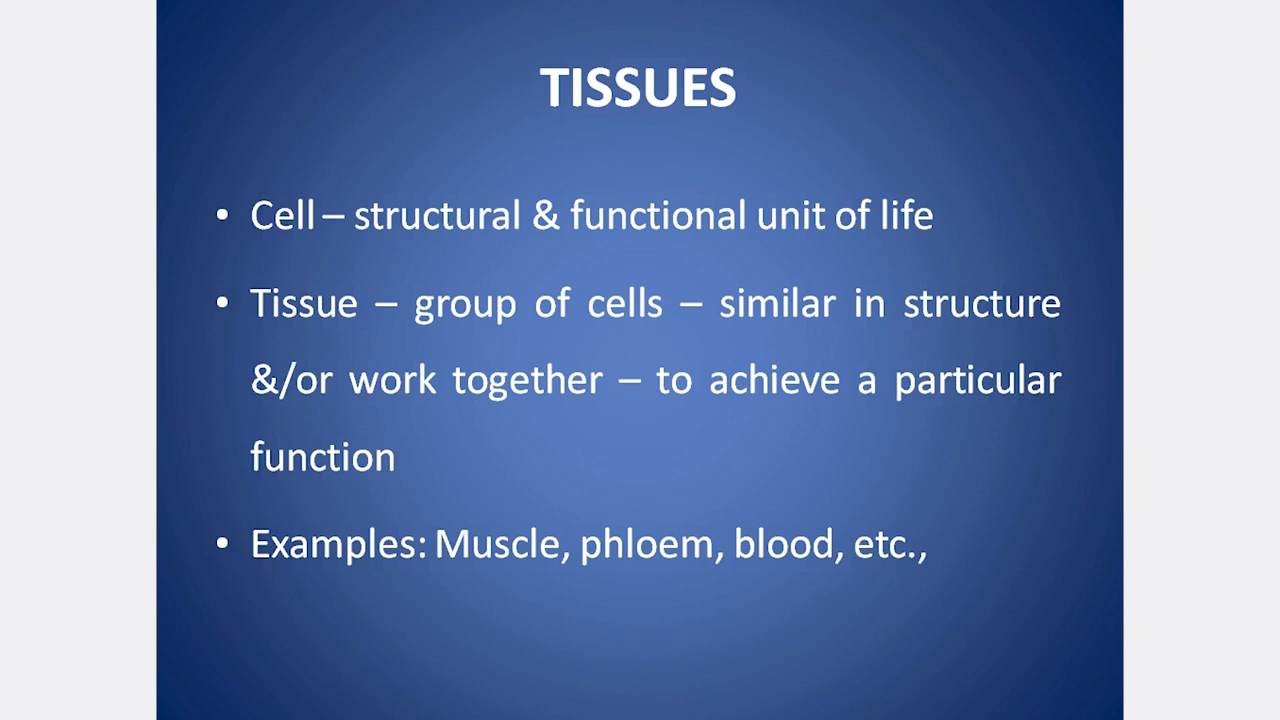 TISSUES
• Cell – structural & functional unit of life
• Tissue – group of cells – similar in structure
&/or work together – to achieve a particular
function
• Examples: Muscle, phloem, blood, etc.,